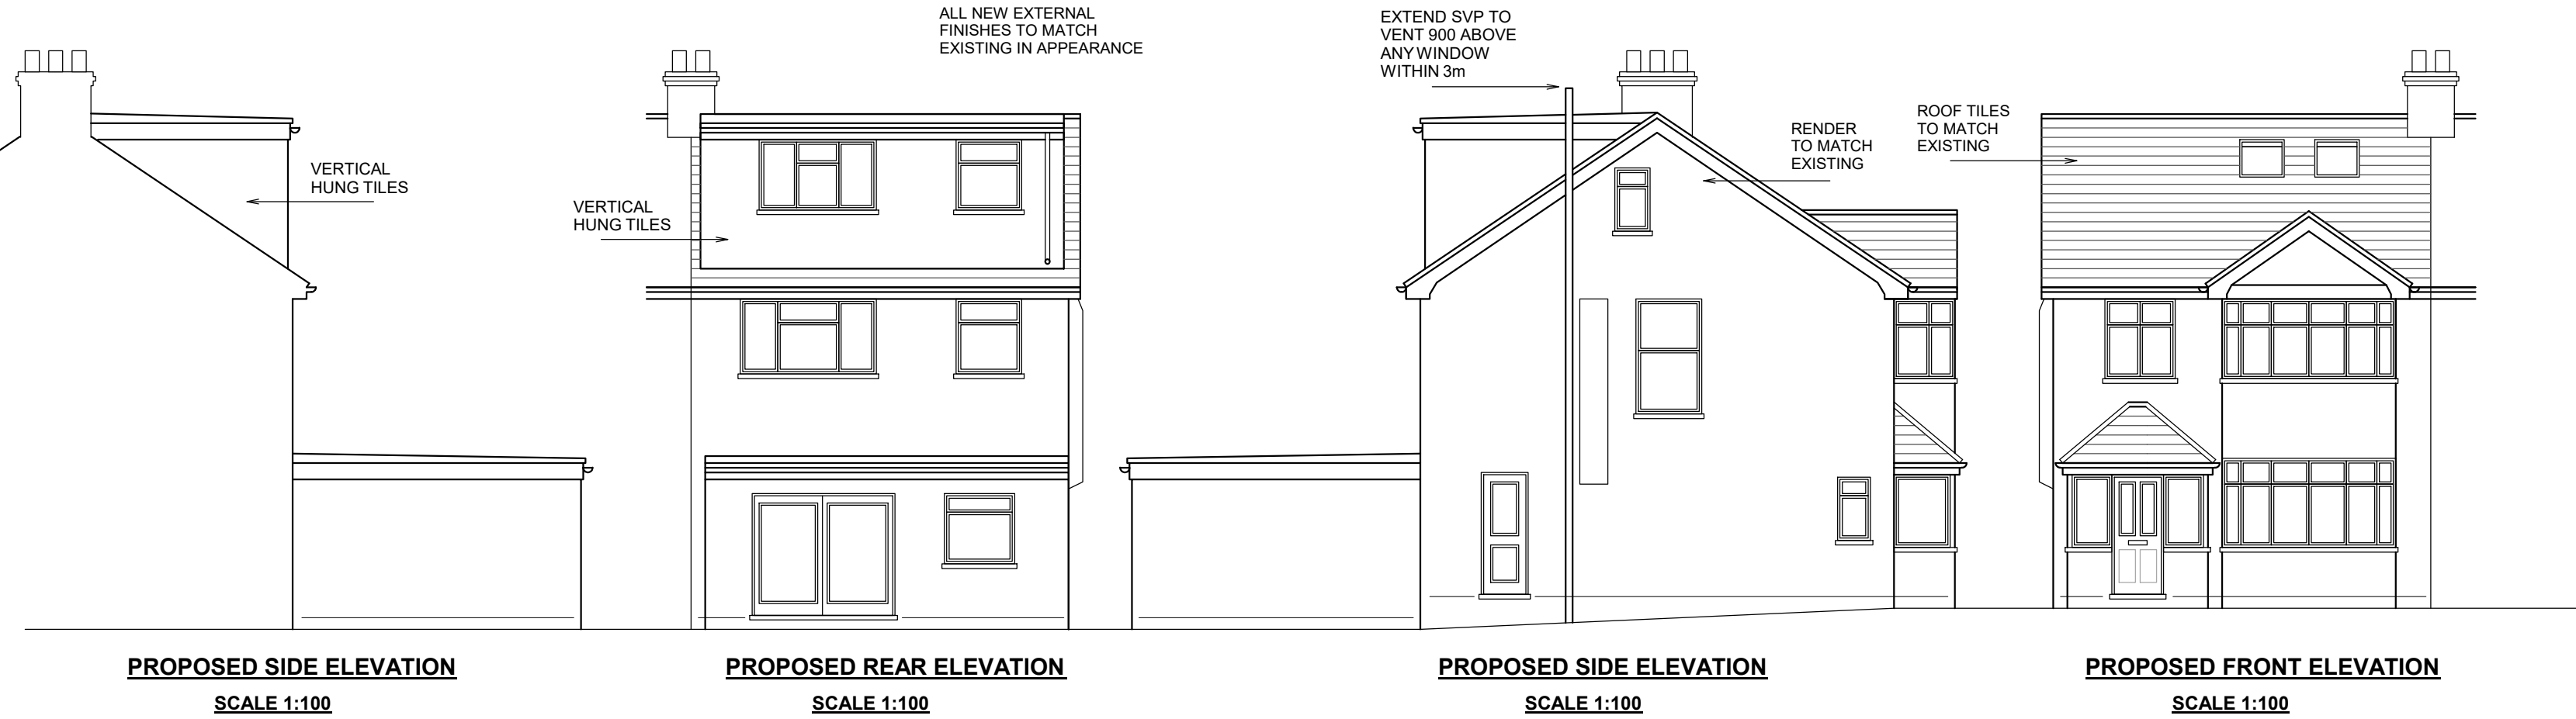 ALL NEW EXTERNAL
FINISHES TO MATCH
EXISTING IN APPEARANCE
EXTEND SVP TO
VENT 900 ABOVE
ANY WINDOW
WITHIN 3m
VERTICAL
HUNG TILES
VERTICAL
HUNG TILES
RENDER
TO MATCH
EXISTING
ROOF TILES
TO MATCH
EXISTING
PROPOSED SIDE ELEVATION
SCALE 1:100
PROPOSED REAR ELEVATION
SCALE 1:100
PROPOSED SIDE ELEVATION
SCALE 1:100
PROPOSED FRONT ELEVATION
SCALE 1:100